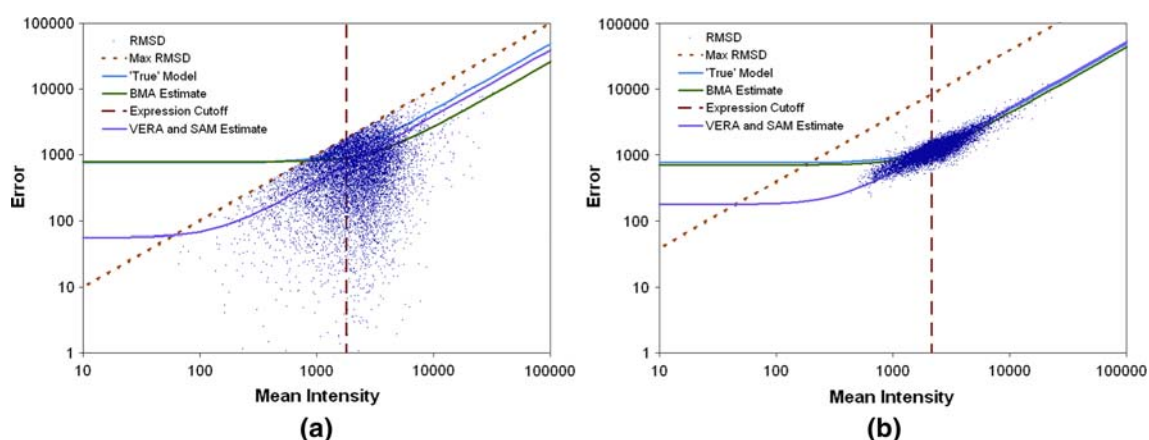 100000
10000
1000
100
10
1
Error
RMSD
Max RMSD
'True' Model
BMA Estimate
Expression Cutoff
VERA and SAM Estimate
10 100 1000 10000 100000
Mean Intensity
(a)
100000
10000
1000
100
10
1
Error
RMSD
Max RMSD
'True' Model
BMA Estimate
Expression Cutoff
VERA and SAM Estimate
10 100 1000 10000 100000
Mean Intensity
(b)